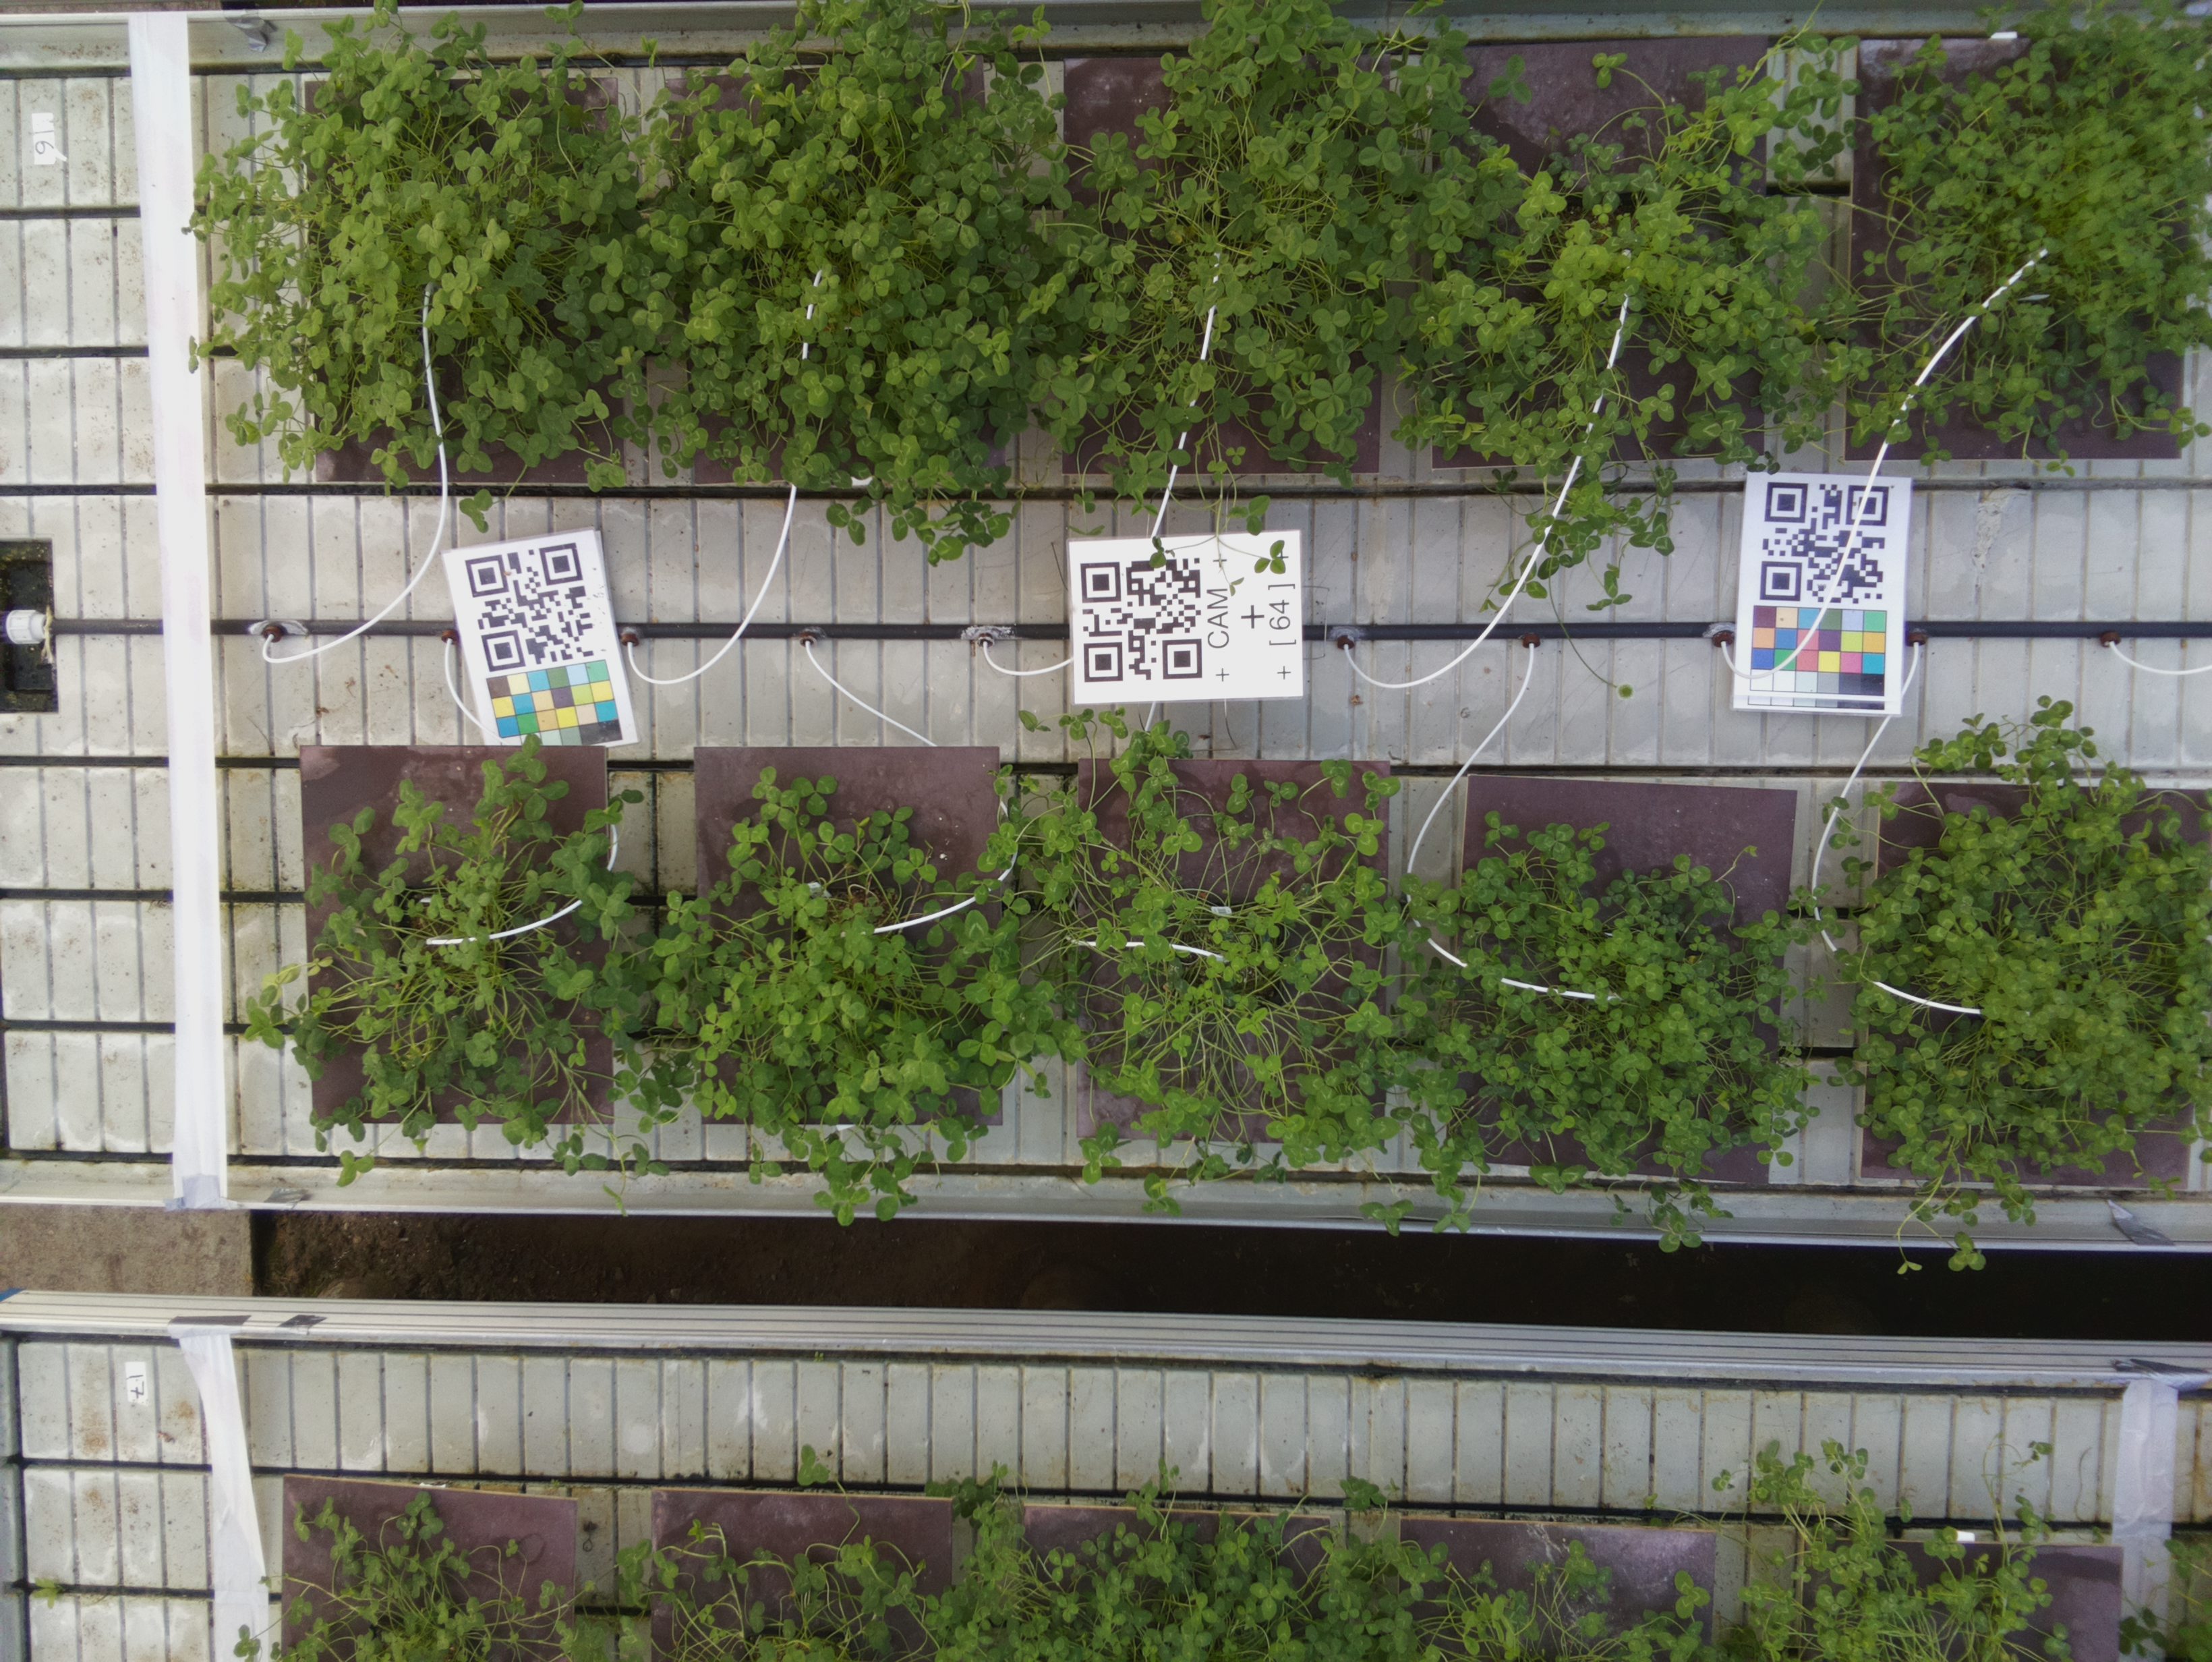 16
+ CAM +
+
+ [ 64 ] +
17